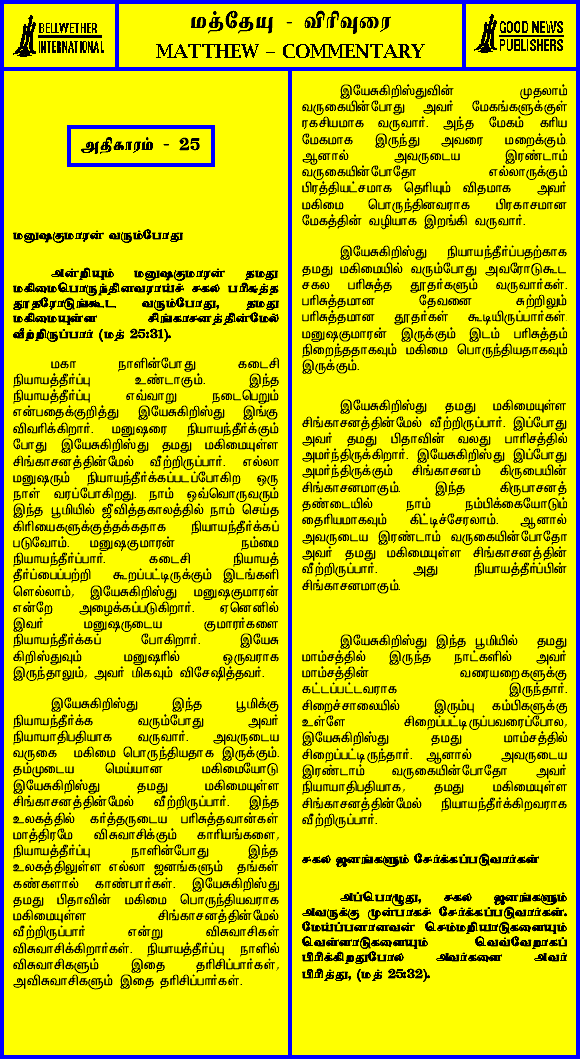 BELLWETHER
INTERNATIONAL
மத்தேயு - விரிவுரை
MATTHEW – COMMENTARY
GOOD NEWS
PUBLISHERS
அதிகாரம் - 25
மனுஷகுமாரன் வரும்போது
அன்றியும் மனுஷகுமாரன் தமது
மகிமைபொருந்தினவராய்ச் சகல பரிசுத்த
தூதரோடுங்கூட வரும்போது, தமது
மகிமையுள்ள சிங்காசனத்தின்மேல்
வீற்றிருப்பார் (மத் 25:31).
மகா நாளின்போது கடைசி
நியாயத்தீர்ப்பு உண்டாகும். இந்த
நியாயத்தீர்ப்பு எவ்வாறு நடைபெறும்
என்பதைக்குறித்து இயேசுகிறிஸ்து இங்கு
விவரிக்கிறார். மனுஷரை நியாயந்தீர்க்கும்
போது இயேசுகிறிஸ்து தமது மகிமையுள்ள
சிங்காசனத்தின்மேல் வீற்றிருப்பார். எல்லா
மனுஷரும் நியாயந்தீர்க்கப்படப்போகிற ஒரு
நாள் வரப்போகிறது. நாம் ஒவ்வொருவரும்
இந்த பூமியில் ஜீவித்தகாலத்தில் நாம் செய்த
கிரியைகளுக்குத்தக்கதாக நியாயந்தீர்க்கப்
படுவோம். மனுஷகுமாரன் நம்மை
நியாயந்தீர்ப்பார். கடைசி நியாயத்
தீர்ப்பைப்பற்றி கூறப்பட்டிருக்கும் இடங்களி
ளெல்லாம், இயேசுகிறிஸ்து மனுஷகுமாரன்
என்றே அழைக்கப்படுகிறார். ஏனெனில்
இவர் மனுஷருடைய குமாரர்களை
நியாயந்தீர்க்கப் போகிறார். இயேசு
கிறிஸ்துவும் மனுஷரில் ஒருவராக
இருந்தாலும், அவர் மிகவும் விசேஷித்தவர்.
இயேசுகிறிஸ்து இந்த பூமிக்கு
நியாயந்தீர்க்க வரும்போது அவர்
நியாயாதிபதியாக வருவார். அவருடைய
வருகை மகிமை பொருந்தியதாக இருக்கும்.
தம்முடைய மெய்யான மகிமையோடு
இயேசுகிறிஸ்து தமது மகிமையுள
சிங்காசனத்தின்மேல் வீற்றிருப்பார். இந்த
உலகத்தில் கர்த்தருடைய பரிசுத்தவான்கள்
மாத்திரமே விசுவாசிக்கும் காரியங்களை,
நியாயத்தீர்ப்பு நாளின்போது இந்த
உலகத்திலுள்ள எல்லா ஜனங்களும் தங்கள்
கண்களால் காண்பார்கள். இயேசுகிறிஸ்து
தமது பிதாவின் மகிமை பொருந்தியவராக
மகிமையுள்ள சிங்காசனத்தின்மேல்
வீற்றிருப்பார் என்று விசுவாசிகள்
விசுவாசிக்கிறார்கள். நியாயத்தீர்ப்பு நாளில்
விசுவாசிகளும் இதை தரிசிப்பார்கள்,
அவிசுவாசிகளும் இதை தரிசிப்பார்கள்.
இயேசுகிறிஸ்துவின் முதலாம்
வருகையின்போது அவர் மேகங்களுக்குள்
ரகசியமாக வருவார். அந்த மேகம் கரிய
மேகமாக இருந்து அவரை மறைக்கும்.
ஆனால் அவருடைய இரண்டாம்
வருகையின்போதோ எல்லாருக்கும்
பிரத்தியட்சமாக தெரியும் விதமாக அவர்
மகிமை பொருந்தினவராக பிரகாசமான
மேகத்தின் வழியாக இறங்கி வருவார்.
இயேசுகிறிஸ்து நியாயந்தீர்ப்பதற்காக
தமது மகிமையில் வரும்போது அவரோடுகூட
சகல பரிசுத்த தூதர்களும் வருவார்கள்.
பரிசுத்தமான தேவனை சுற்றிலும்
பரிசுத்தமான தூதர்கள் கூடியிருப்பார்கள்.
மனுஷகுமாரன் இருக்கும் இடம் பரிசுத்தம்
நிறைந்ததாகவும் மகிமை பொருந்தியதாகவும்
இருக்கும்.
இயேசுகிறிஸ்து தமது மகிமையுள்ள
சிங்காசனத்தின்மேல் வீற்றிருப்பார். இப்போது
அவர் தமது பிதாவின் வலது பாரிசத்தில்
அமர்ந்திருக்கிறார். இயேசுகிறிஸ்து இப்போது
அமர்ந்திருக்கும் சிங்காசனம் கிருபையின்
சிங்காசனமாகும். இந்த கிருபாசனத்
தண்டையில் நாம் நம்பிக்கையோடும்
தைரியமாகவும் கிட்டிச்சேரலாம். ஆனால்
அவருடைய இரண்டாம் வருகையின்போதோ
அவர் தமது மகிமையுள்ள சிங்காசனத்தின்
வீற்றிருப்பார். அது நியாயத்தீர்ப்பின்
சிங்காசனமாகும்.
இயேசுகிறிஸ்து இந்த பூமியில் தமது
மாம்சத்தில் இருந்த நாட்களில் அவர்
மாம்சத்தின் வரையறைகளுக்கு
கட்டப்பட்டவராக இருந்தார்.
சிறைச்சாலையில் இரும்பு கம்பிகளுக்கு
உள்ளே சிறைப்பட்டிருப்பவரைப்போல,
இயேசுகிறிஸ்து தமது மாம்சத்தில்
சிறைப்பட்டிருந்தார். ஆனால் அவருடைய
இரண்டாம் வருகையின்போதோ அவர்
நியாயாதிபதியாக, தமது மகிமையுள்ள
சிங்காசனத்தின்மேல் நியாயந்தீர்க்கிறவராக
வீற்றிருப்பார்.
சகல ஜனங்களும் சேர்க்கப்படுவார்கள்
அப்பொழுது, சகல ஜனங்களும்
அவருக்கு முன்பாகச் சேர்க்கப்படுவார்கள்.
மேய்ப்பனானவன் செம்மறியாடுகளையும்
வெள்ளாடுகளையும் வெவ்வேறாகப்
பிரிக்கிறதுபோல அவர்களை அவர்
பிரித்து, (மத் 25:32).